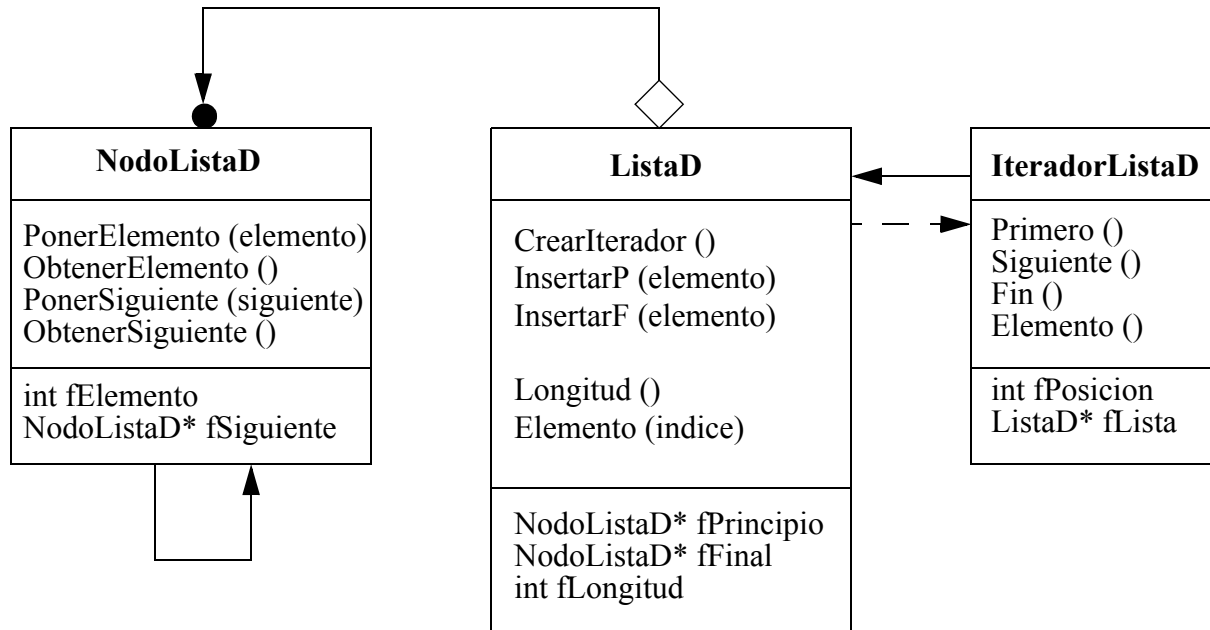 NodoListaD
PonerElemento (elemento)
ObtenerElemento ()
PonerSiguiente (siguiente)
ObtenerSiguiente ()
int fElemento
NodoListaD* fSiguiente
ListaD
CrearIterador ()
InsertarP (elemento)
InsertarF (elemento)
Longitud ()
Elemento (indice)
NodoListaD* fPrincipio
NodoListaD* fFinal
int fLongitud
IteradorListaD
Primero ()
Siguiente ()
Fin ()
Elemento ()
int fPosicion
ListaD* fLista